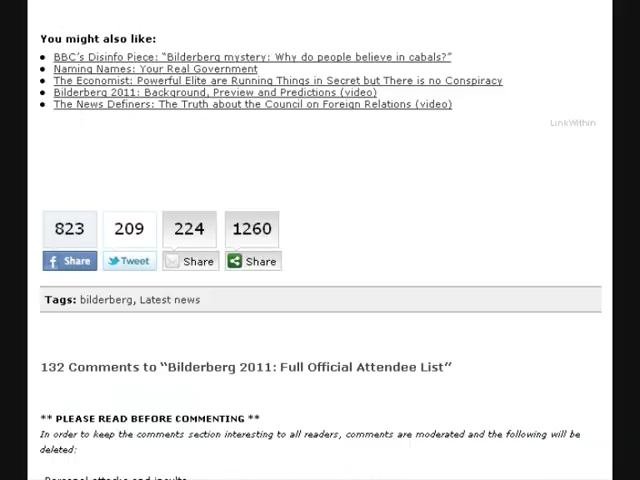 You might also like:
BBC's Disinfo Piece: "Bilderberg mystery: Why do people believe in cabals?"
Naming Names: Your Real Government
The Economist: Powerful Elite are Running Things in Secret but There is no Conspiracy
Bilderberg 2011: Background, Preview and Predictions (video)
The News Definers: The Truth about the Council on Foreign Relations (video)
LinkWithin
823 209 224 1260
f Share Tweet Share Share
Tags: bilderberg, Latest news
132 Comments to "Bilderberg 2011: Full Official Attendee List"
** PLEASE READ BEFORE COMMENTING **
In order to keep the comments section interesting to all readers, comments are moderated and the following will be
deleted:
Personal attacks and insults